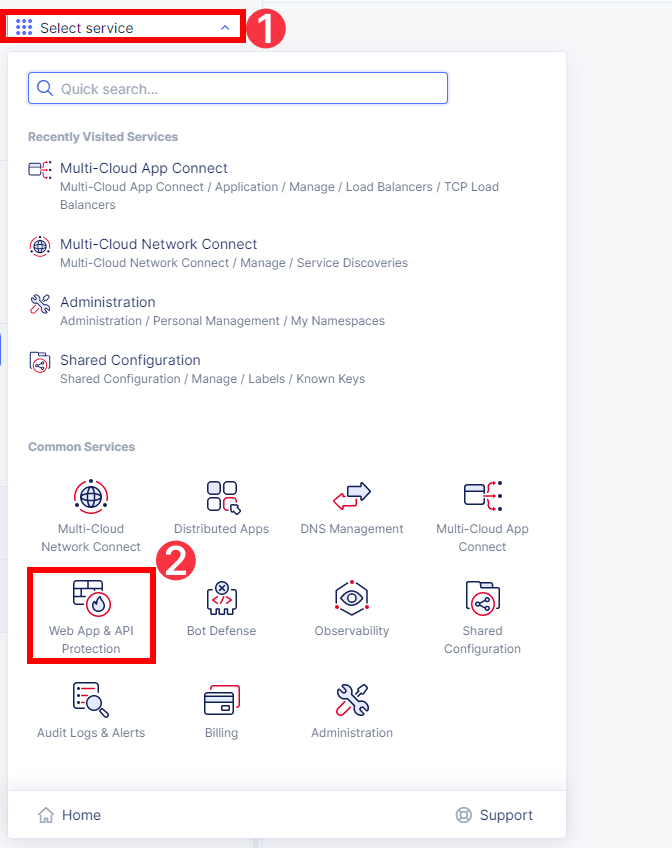 Select service
1
Quick search...
Recently Visited Services
Multi-Cloud App Connect
Multi-Cloud App Connect / Application / Manage / Load Balancers / TCP Load
Balancers
Multi-Cloud Network Connect
Multi-Cloud Network Connect / Manage / Service Discoveries
Administration
Administration / Personal Management / My Namespaces
Shared Configuration
Shared Configuration / Manage / Labels / Known Keys
Common Services
Multi-Cloud
Network Connect
Distributed Apps
DNS Management
Multi-Cloud App
Connect
2
Web App & API
Protection
Bot Defense
Observability
Shared
Configuration
Audit Logs & Alerts
Billing
Administration
Home
Support